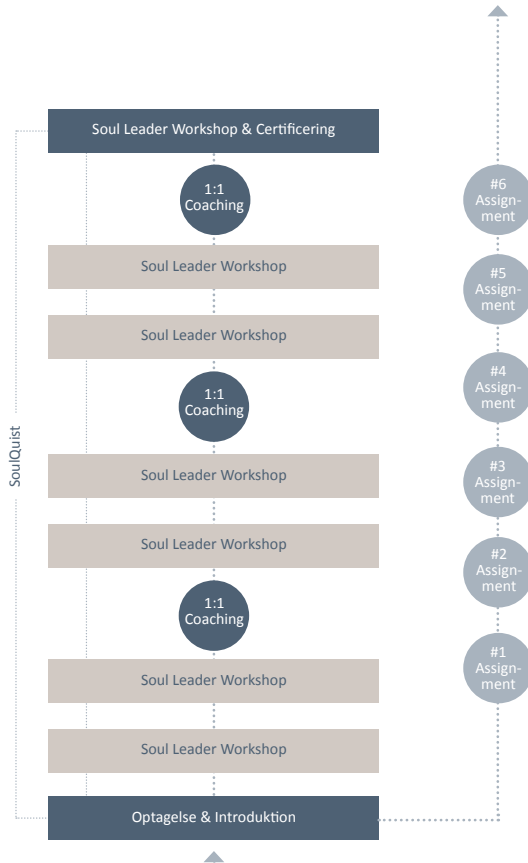 Soul Leader Workshop & Certificering
1:1
Coaching
Soul Leader Workshop
Soul Leader Workshop
1:1
Coaching
Soul Leader Workshop
Soul Leader Workshop
1:1
Coaching
Soul Leader Workshop
Soul Leader Workshop
Optagelse & Introduktion
SoulQuist
#6
Assign-
ment
#5
Assign-
ment
#4
Assign-
ment
#3
Assign-
ment
#2
Assign-
ment
#1
Assign-
ment